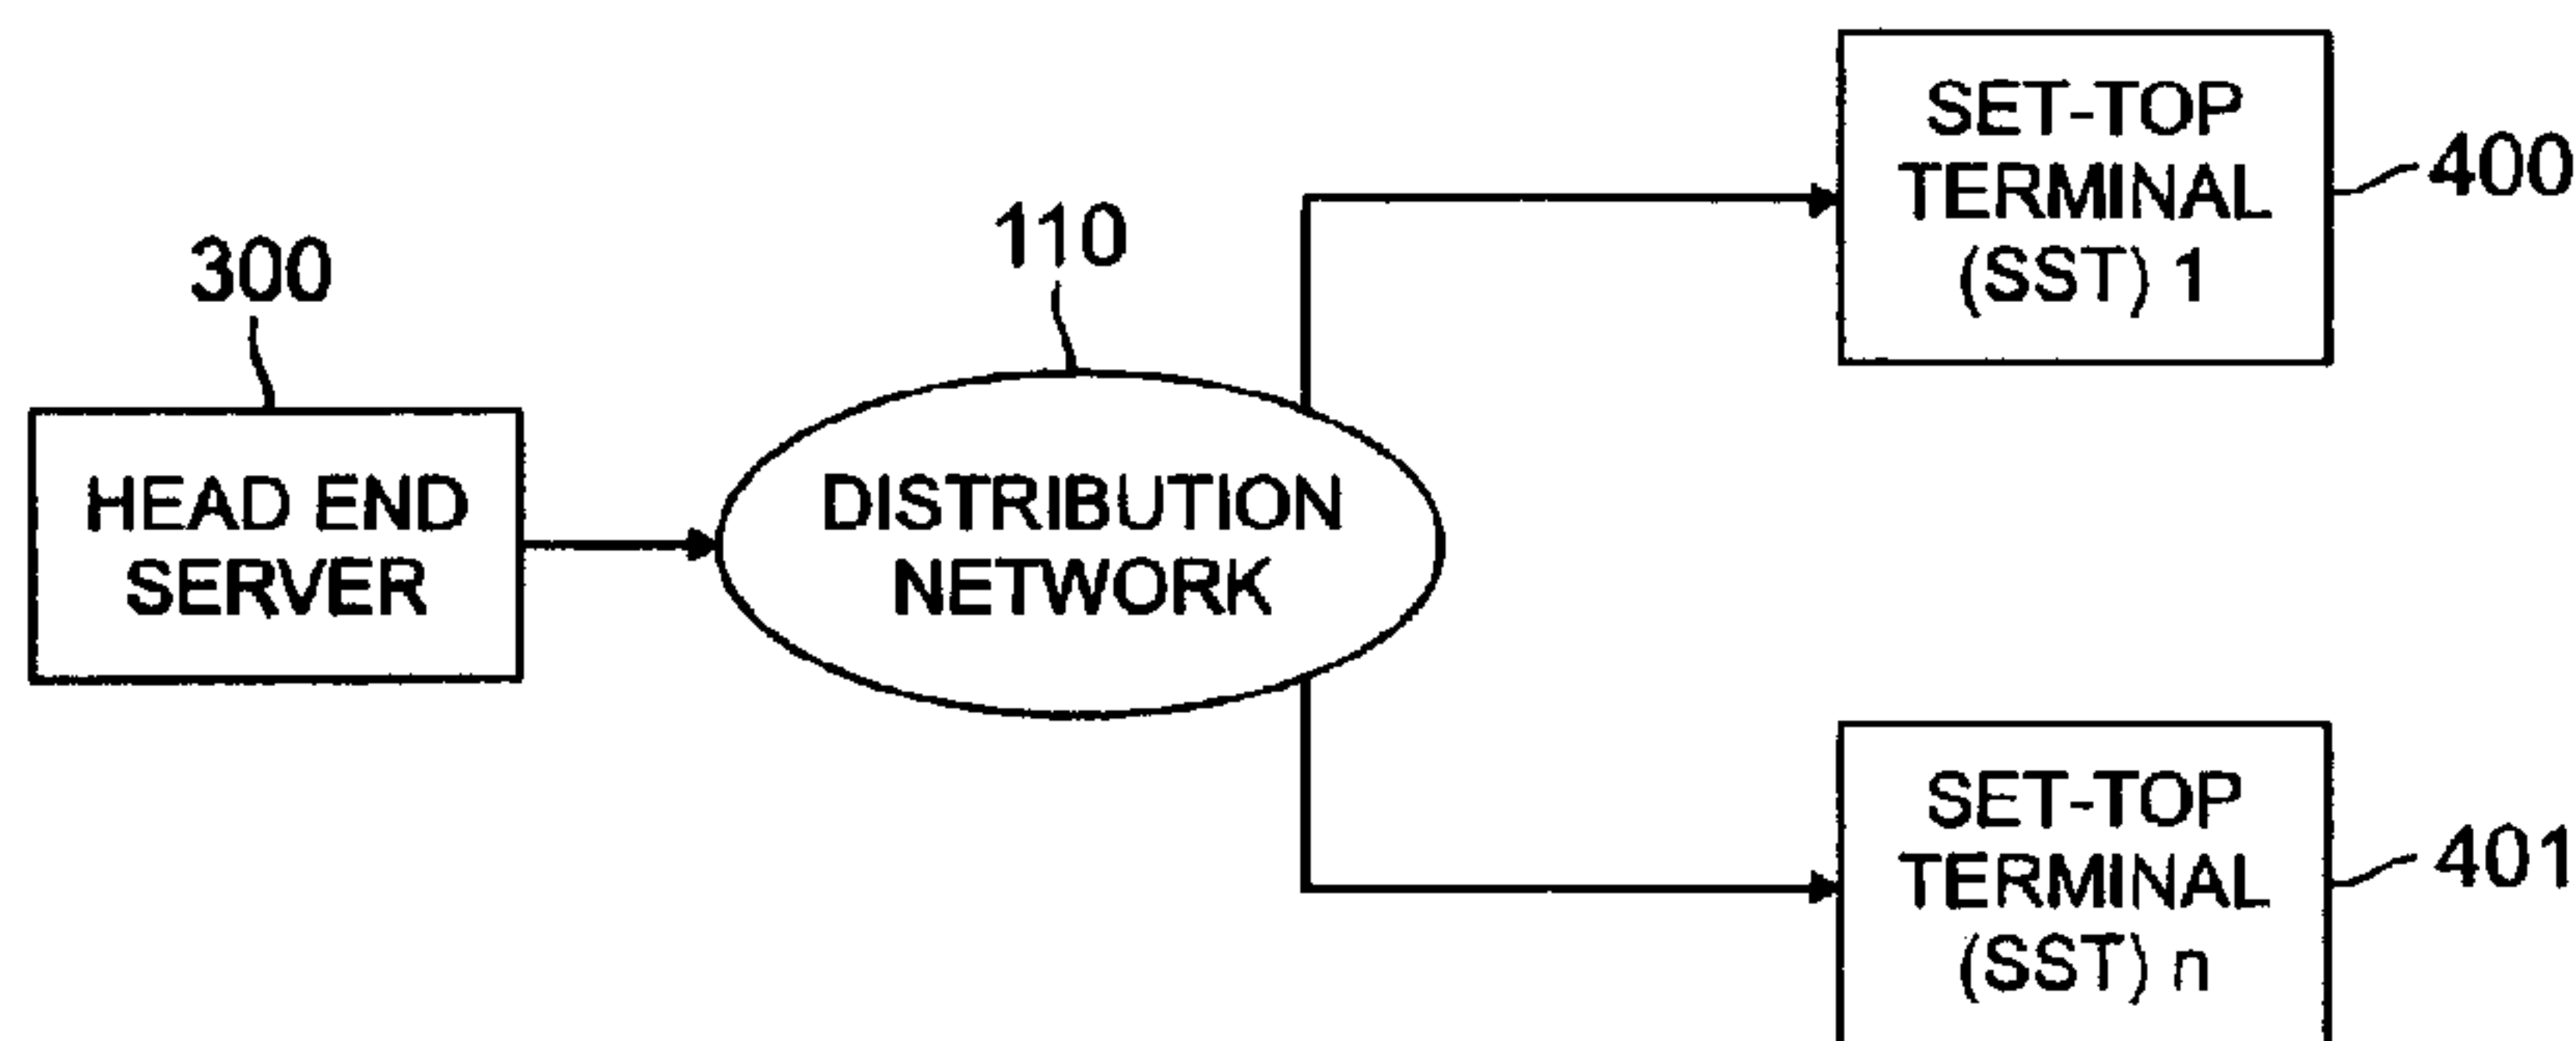 300
HEAD END
SERVER
110
DISTRIBUTION
NETWORK
SET-TOP
TERMINAL
(SST) 1
400
SET-TOP
TERMINAL
(SST) n
401